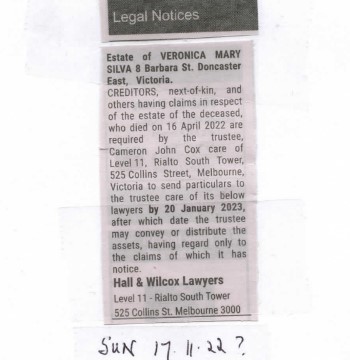 Legal Notices
Estate of VERONICA MARY
SILVA 8 Barbara St. Doncaster
East, Victoria.
CREDITORS, next-of-kin, and
others having claims in respect
of the estate of the deceased,
who died on 16 April 2022 are
required by the trustee,
Cameron John Cox care of
Level 11, Rialto South Tower,
525 Collins Street, Melbourne,
Victoria to send particulars to
the trustee care of its below
lawyers by 20 January 2023,
after which date the trustee
may convey or distribute the
assets, having regard only to
the claims of which it has
notice.
Hall & Wilcox Lawyers
Level 11 - Rialto South Tower
525 Collins St. Melbourne 3000
SUN 17.11.22 ?